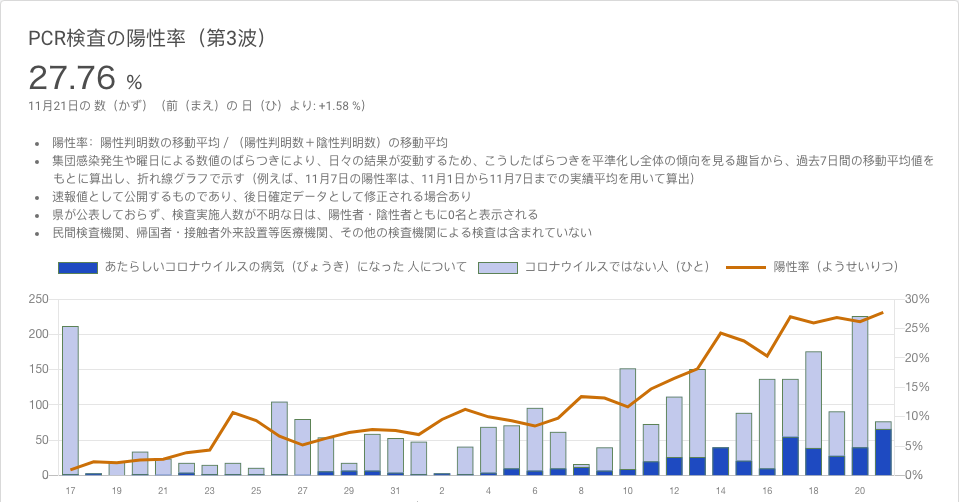 PCR検査の陽性率（第3波）
27.76 %
11月21日の 数（かず）（前（まえ）の 日（ひ）より: +1.58 %）
• 陽性率：陽性判明数の移動平均 / （陽性判明数＋陰性判明数）の移動平均
• 集団感染発生や曜日による数値のばらつきにより、日々の結果が変動するため、こうしたばらつきを平準化し全体の傾向を見る趣旨から、過去7日間の移動平均値を
もとに算出し、折れ線グラフで示す（例えば、11月7日の陽性率は、11月1日から11月7日までの実績平均を用いて算出）
• 速報値として公開するものであり、後日確定データとして修正される場合あり
• 県が公表しておらず、検査実施人数が不明な日は、陽性者・陰性者ともに0名と表示される
• 民間検査機関、帰国者・接触者外来設置等医療機関、その他の検査機関による検査は含まれていない
あたらしいコロナウイルスの病気（びょうき）になった 人について コロナウイルスではない人（ひと） 陽性率（ようせいりつ）
250 30%
25%
200
20%
150
15%
100
10%
50
5%
0 0%
17 19 21 23 25 27 29 31 2 4 6 8 10 12 14 16 18 20